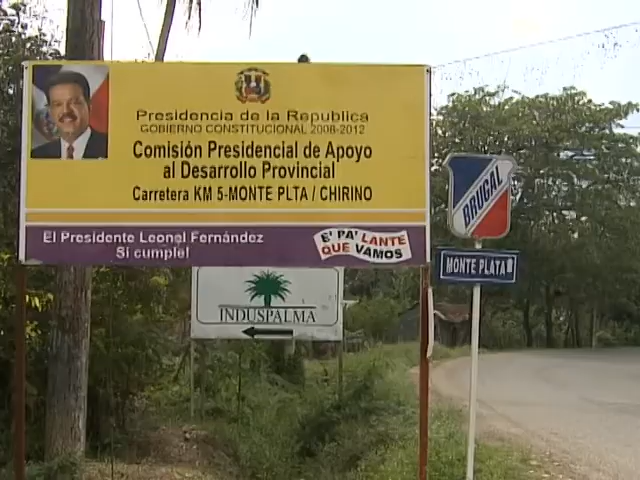 Presidencia de la Republica
GOBIERNO CONSTITUCIONAL 2008-2012
Comisión Presidencial de Apoyo
al Desarrollo Provincial
Carretera KM 5-MONTE PLTA / CHIRINO
El Presidente Leonel Fernández
Si cumple!
E' PA'LANTE
QUE VAMOS
BRUGAL
MONTE PLATA
INDUSPALMA